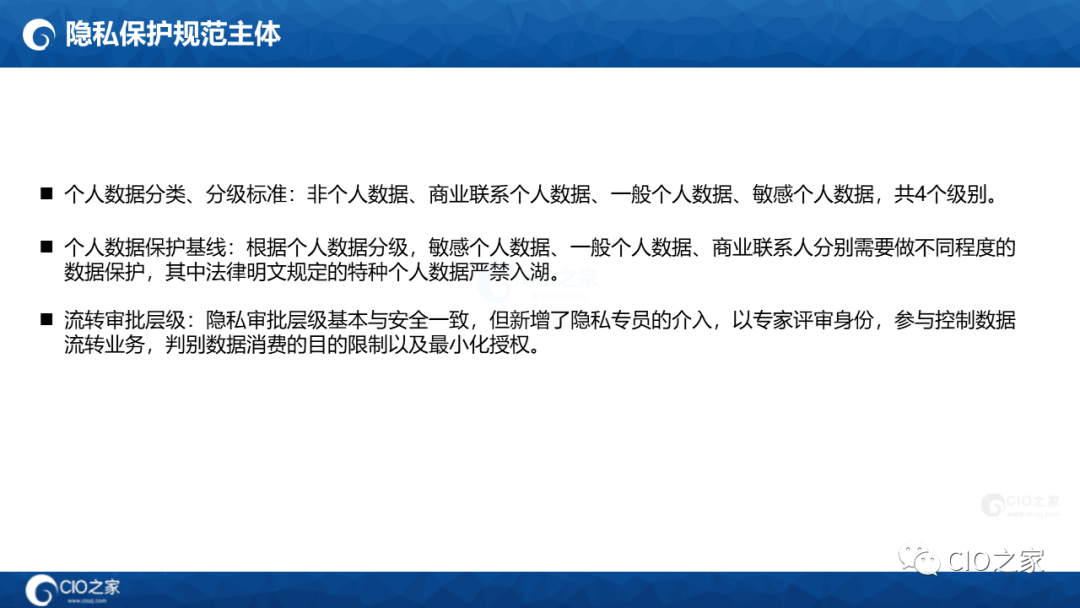 隐私保护规范主体
■ 个人数据分类、分级标准：非个人数据、商业联系个人数据、一般个人数据、敏感个人数据，共4个级别。
■ 个人数据保护基线：根据个人数据分级，敏感个人数据、一般个人数据、商业联系人分别需要做不同程度的
数据保护，其中法律明文规定的特种个人数据严禁入湖。
■ 流转审批层级：隐私审批层级基本与安全一致，但新增了隐私专员的介入，以专家评审身份，参与控制数据
流转业务，判别数据消费的目的限制以及最小化授权。
CIO之家
www.ciozj.com
CIO之家
CIO之家
www.ciozj.com